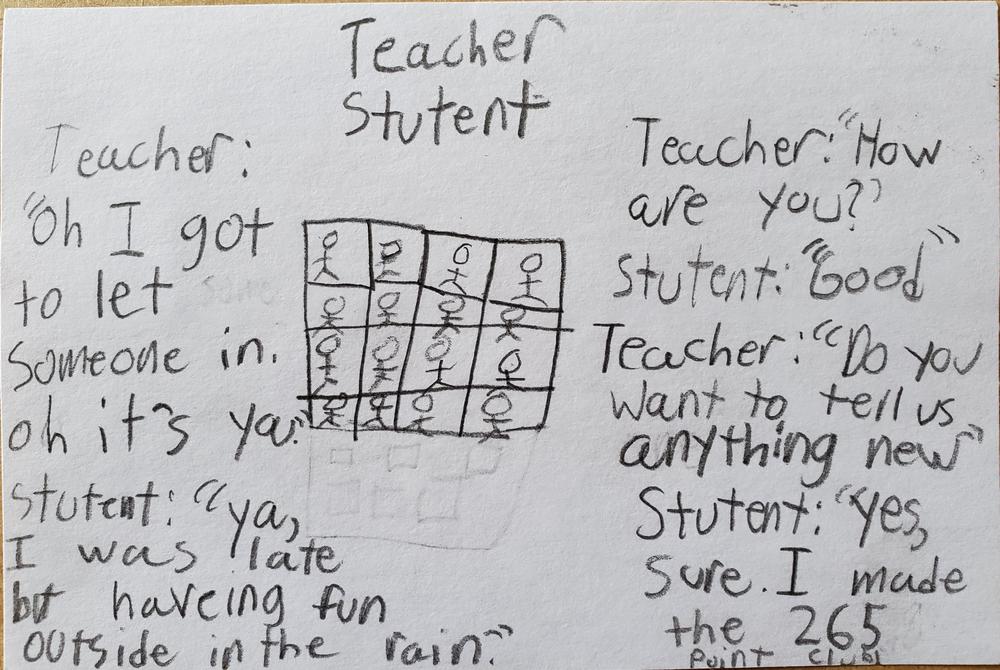 Teacher
Stutent
Teacher:
"Oh I got
to let
someone in.
oh it's ya."
Stutent: "ya,
I was late
but haveing fun
outside in the rain."
Teacher: "How
are you?"
Stutent: "Good"
Teacher: "Do you
want to tell us
anything new"
Stutent: "Yes,
sure. I made
the 265
Point Club!